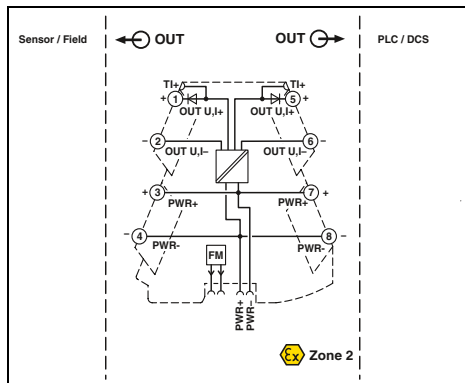 Sensor / Field
OUT
OUT
PLC / DCS
TI+
TI+
+ 1
5 +
OUT U,I+
OUT U,I+
– 2
6 –
OUT U,I–
OUT U,I–
+ 3
7 +
PWR+
PWR+
– 4
8 –
PWR-
PWR-
FM
PWR+
PWR–
Ex Zone 2